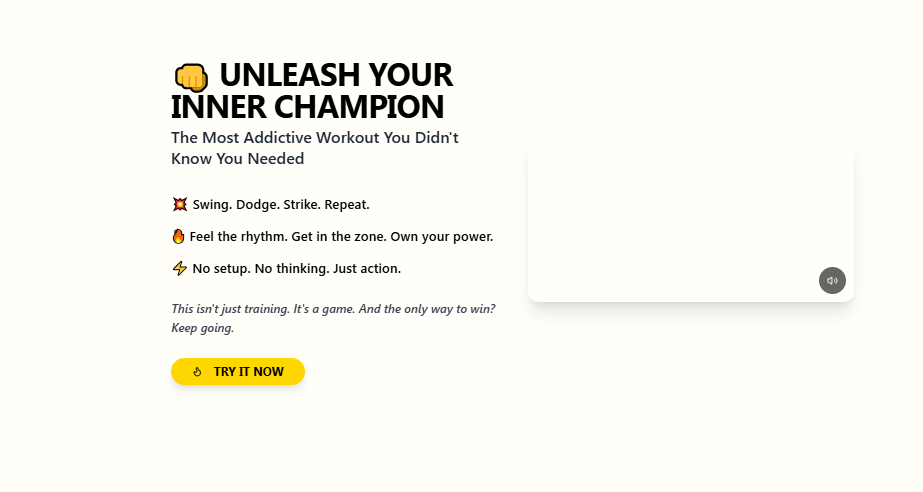 👊 UNLEASH YOUR
INNER CHAMPION
The Most Addictive Workout You Didn't
Know You Needed
💥 Swing. Dodge. Strike. Repeat.
🔥 Feel the rhythm. Get in the zone. Own your power.
⚡ No setup. No thinking. Just action.
This isn't just training. It's a game. And the only way to win?
Keep going.
TRY IT NOW